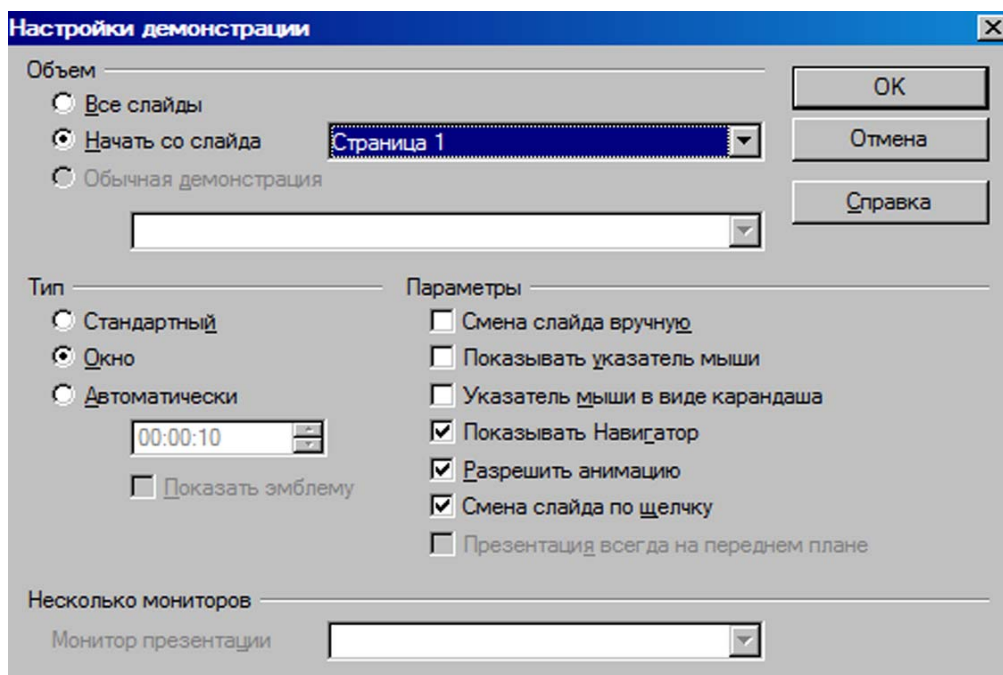 Настройки демонстрации
Объем
Все слайды
Начать со слайда
Страница 1
Обычная демонстрация
OK
Отмена
Справка
Тип
Стандартный
Окно
Автоматически
00:00:10
Показать эмблему
Параметры
Смена слайда вручную
Показывать указатель мыши
Указатель мыши в виде карандаша
Показывать Навигатор
Разрешить анимацию
Смена слайда по щелчку
Презентация всегда на переднем плане
Несколько мониторов
Монитор презентации